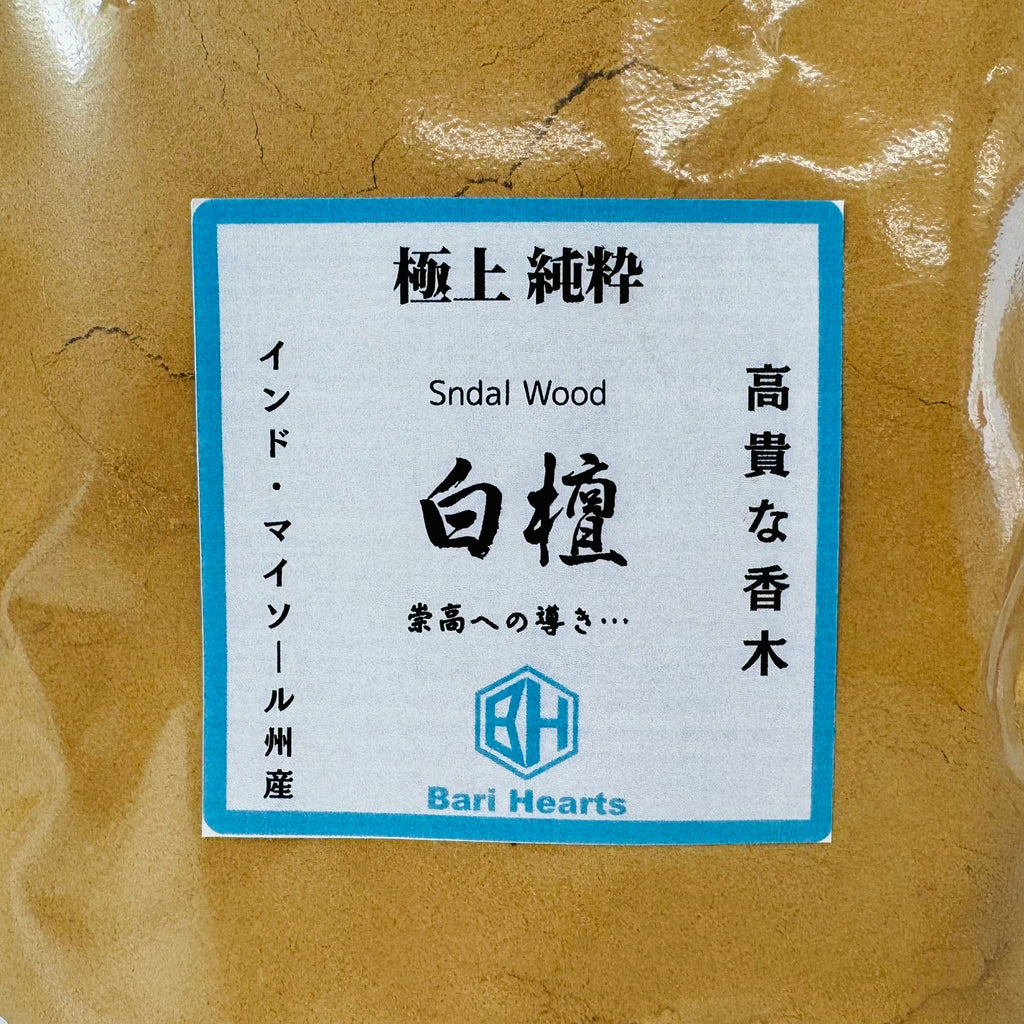 極上 純粋
高貴な香木
Sndal Wood
白檀
崇高への導き…
インド・マイソール州産
BH
Bari Hearts